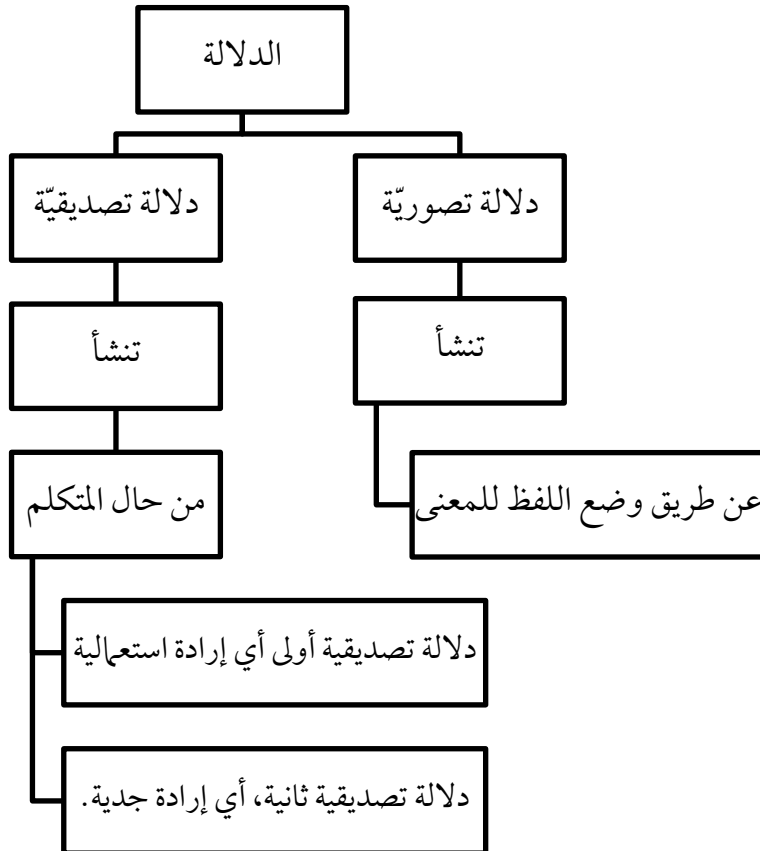 الدلالة
دلالة تصوريّة
دلالة تصديقيّة
تنشأ
تنشأ
عن طريق وضع اللفظ للمعنى
من حال المتكلم
دلالة تصديقية أولى أي إرادة استعمالية
دلالة تصديقية ثانية، أي إرادة جدية.